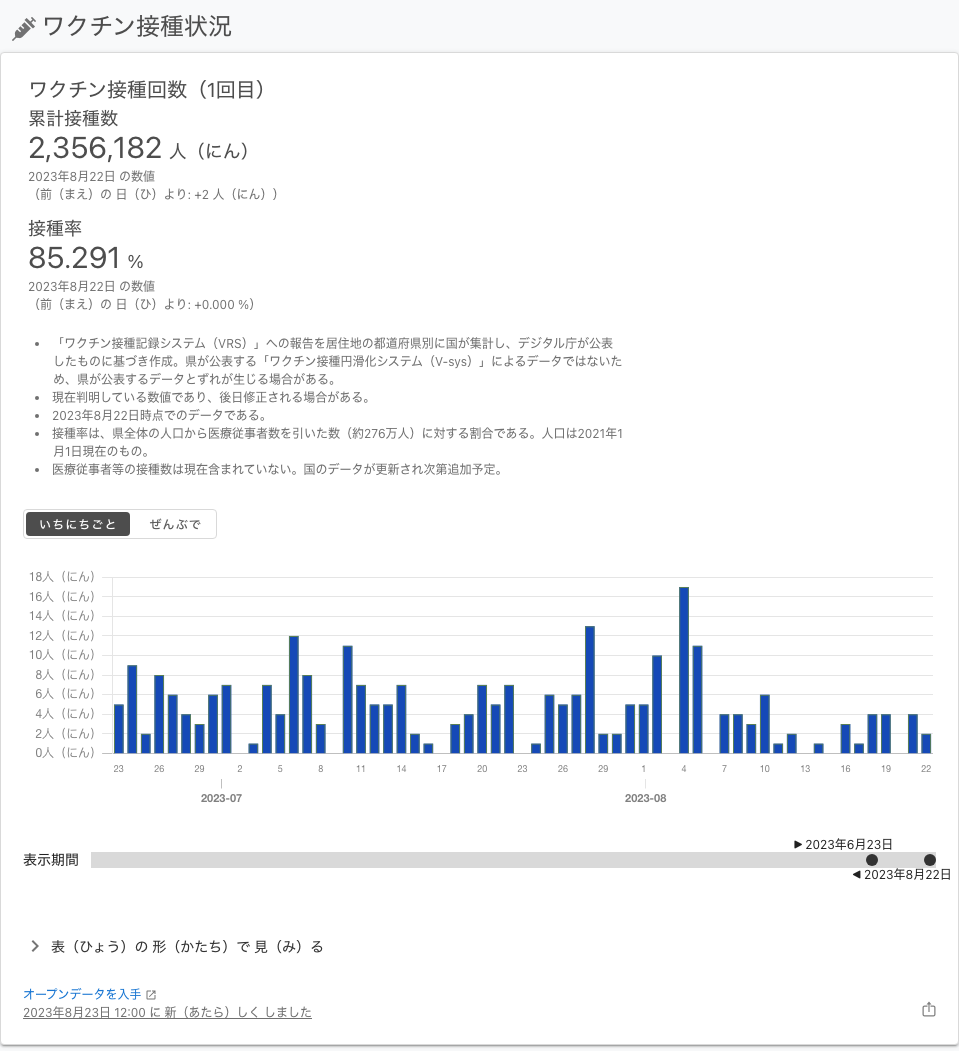 ワクチン接種状況
ワクチン接種回数（1回目）
累計接種数
2,356,182 人（にん）
2023年8月22日 の数値
（前（まえ）の 日（ひ）より: +2 人（にん））
接種率
85.291 %
2023年8月22日 の数値
（前（まえ）の 日（ひ）より: +0.000 %）
• 「ワクチン接種記録システム（VRS）」への報告を居住地の都道府県別に国が集計し、デジタル庁が公表
したものに基づき作成。県が公表する「ワクチン接種円滑化システム（V-sys）」によるデータではないた
め、県が公表するデータとずれが生じる場合がある。
• 現在判明している数値であり、後日修正される場合がある。
• 2023年8月22日時点でのデータである。
• 接種率は、県全体の人口から医療従事者数を引いた数（約276万人）に対する割合である。人口は2021年1
月1日現在のもの。
• 医療従事者等の接種数は現在含まれていない。国のデータが更新され次第追加予定。
いちにちごと ぜんぶで
18人（にん）
16人（にん）
14人（にん）
12人（にん）
10人（にん）
8人（にん）
6人（にん）
4人（にん）
2人（にん）
0人（にん）
23 26 29 2 5 8 11 14 17 20 23 26 29 1 4 7 10 13 16 19 22
2023-07 2023-08
▶ 2023年6月23日
表示期間
◀ 2023年8月22日
表（ひょう）の 形（かたち）で 見（み）る
オープンデータを入手
2023年8月23日 12:00 に 新（あたら）しく しました